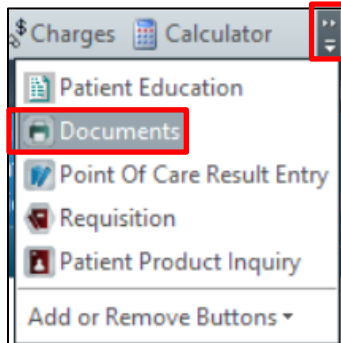 Charges Calculator
Patient Education
Documents
Point Of Care Result Entry
Requisition
Patient Product Inquiry
Add or Remove Buttons